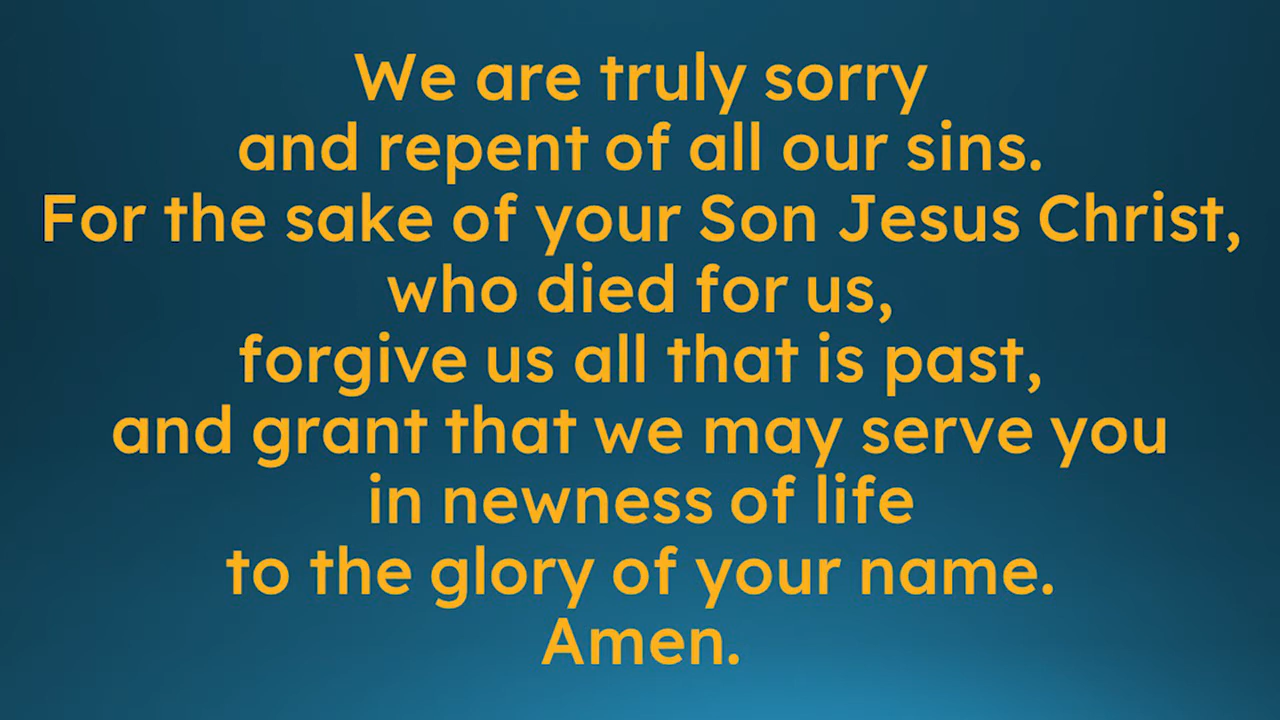 We are truly sorry
and repent of all our sins.
For the sake of your Son Jesus Christ,
who died for us,
forgive us all that is past,
and grant that we may serve you
in newness of life
to the glory of your name.
Amen.